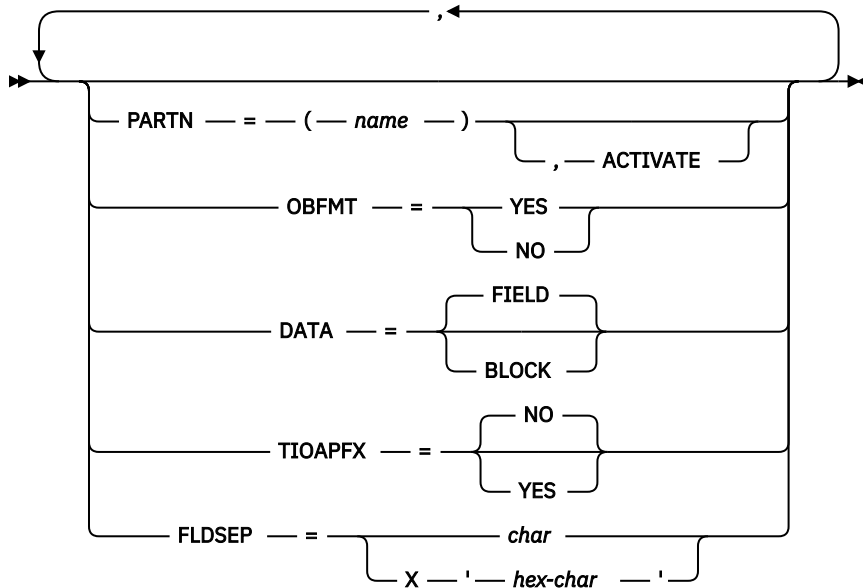 ,
PARTN = ( name )
, ACTIVATE
OBFMT = YES
NO
FIELD
DATA =
BLOCK
NO
TIOAPFX =
YES
FLDSEP = char
X ' hex-char '